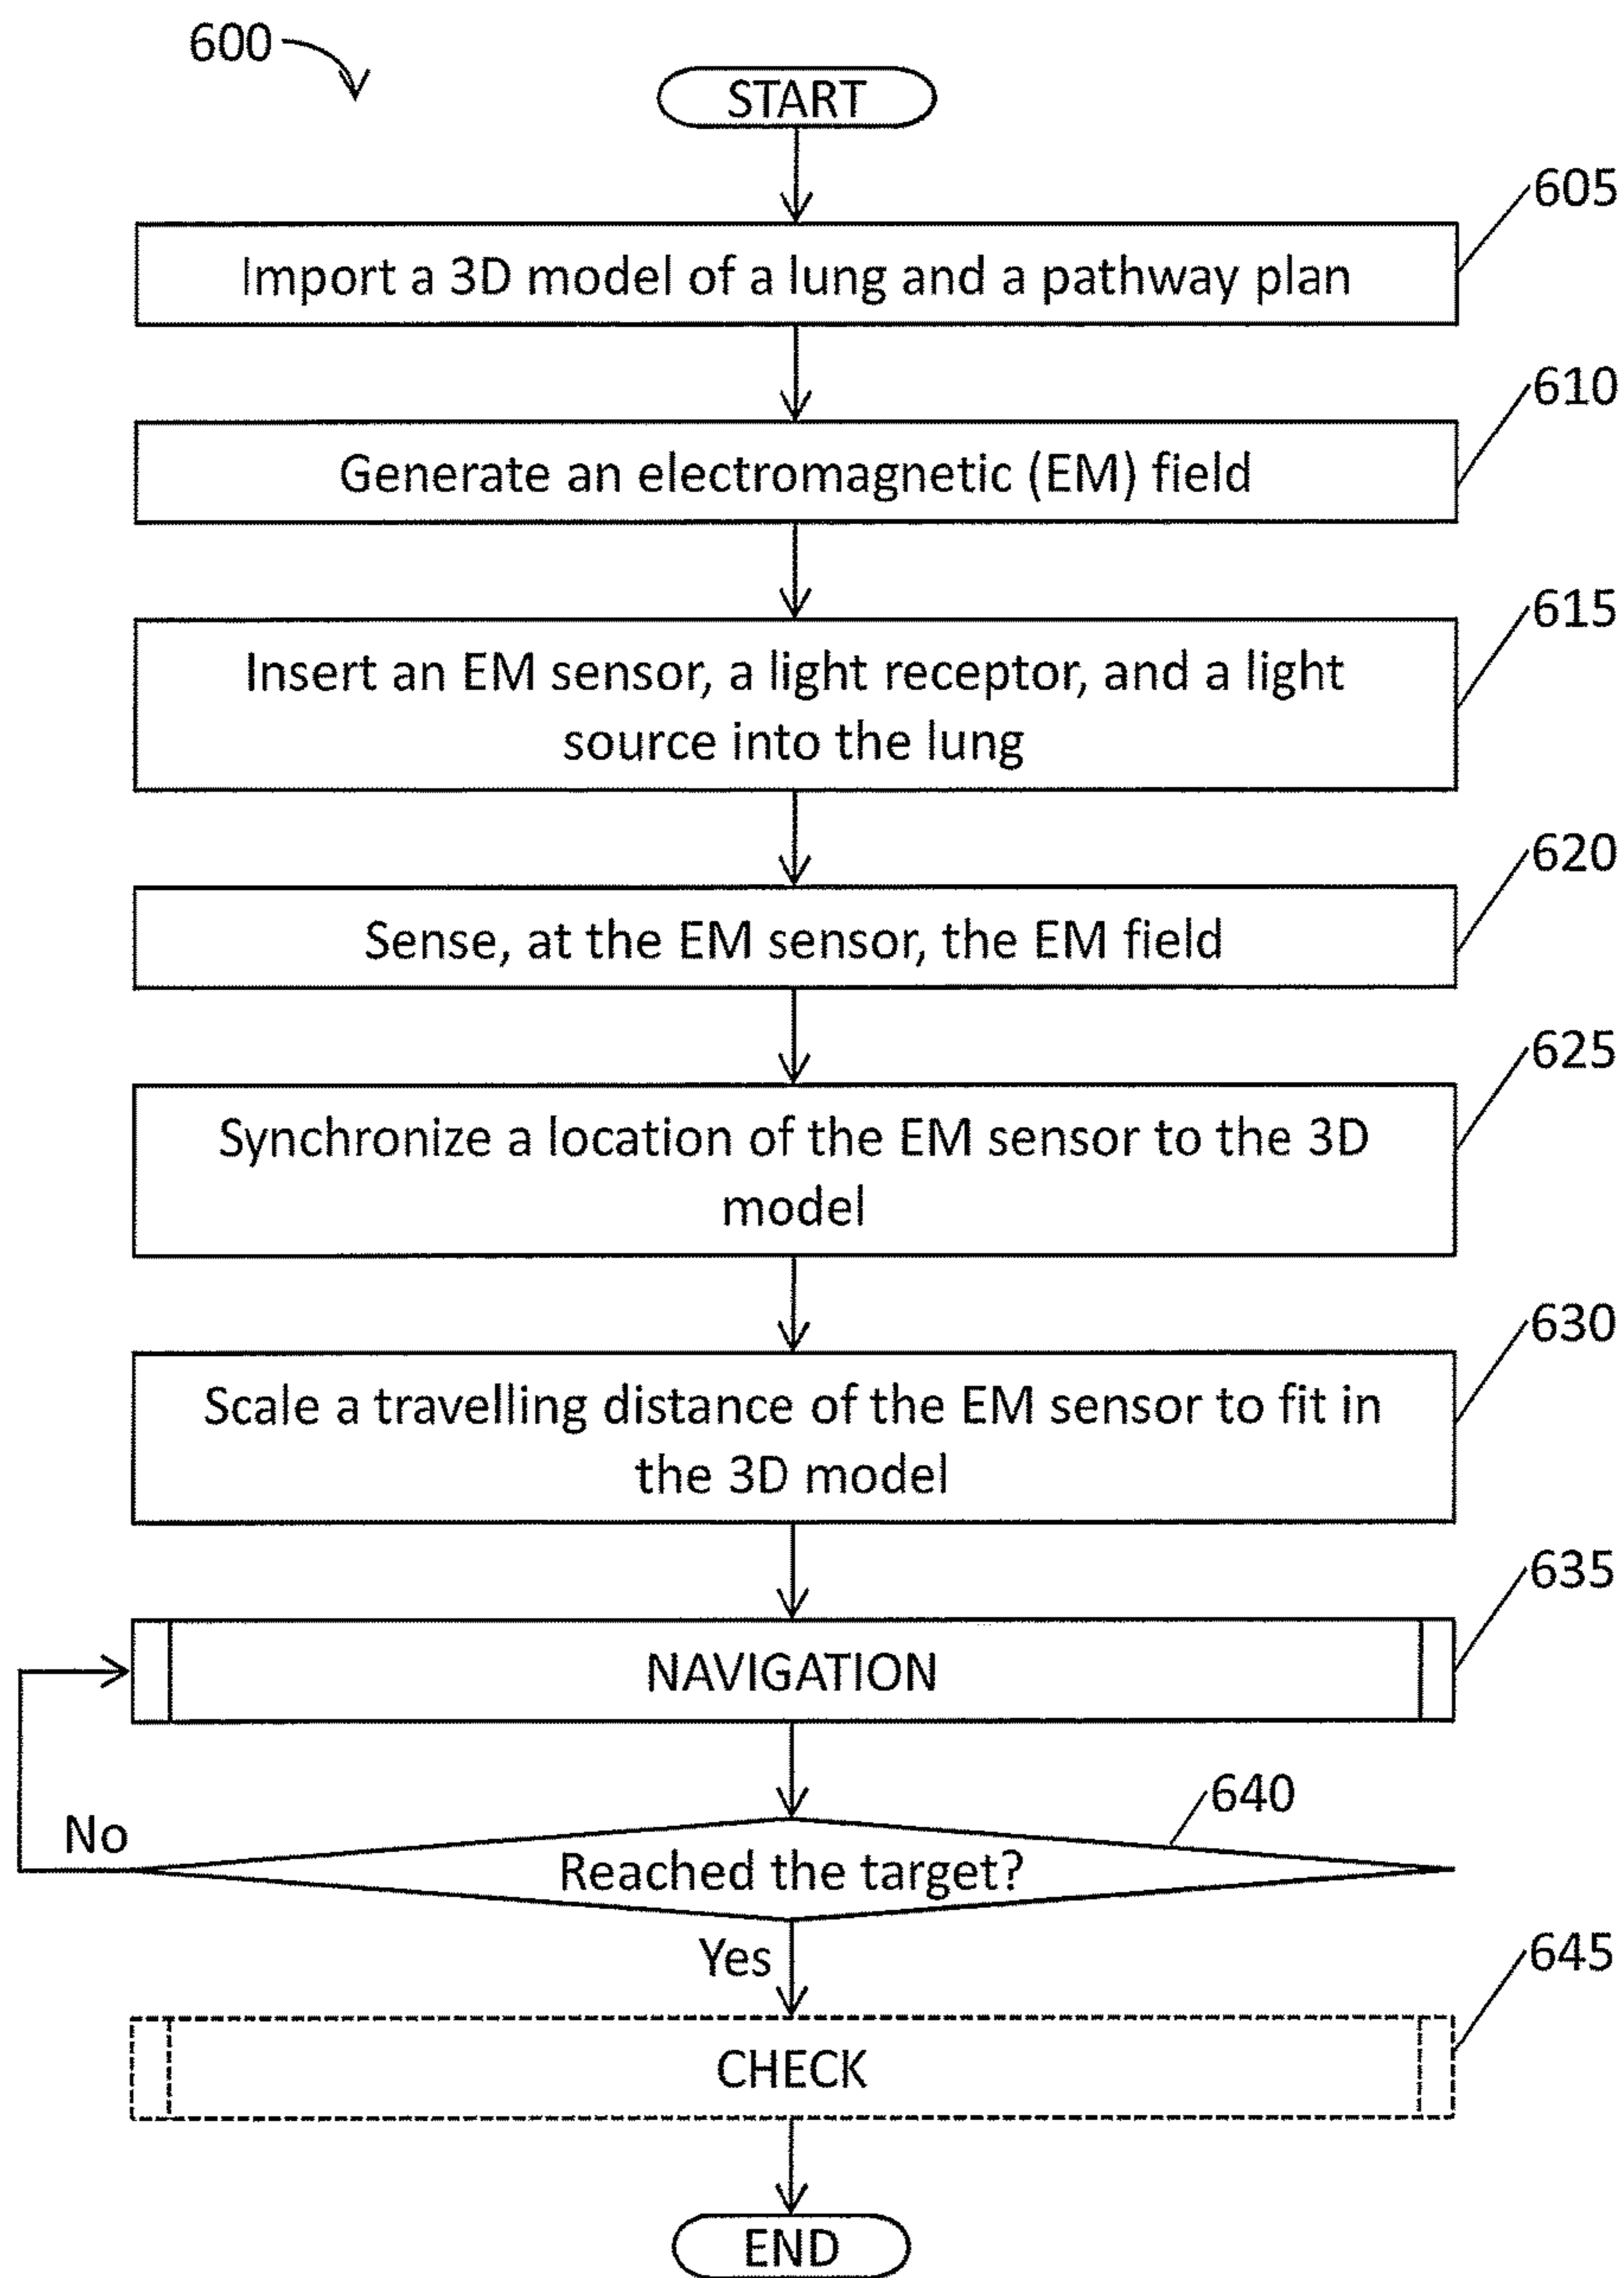 600
START
605
Import a 3D model of a lung and a pathway plan
610
Generate an electromagnetic (EM) field
615
Insert an EM sensor, a light receptor, and a light
source into the lung
620
Sense, at the EM sensor, the EM field
625
Synchronize a location of the EM sensor to the 3D
model
630
Scale a travelling distance of the EM sensor to fit in
the 3D model
635
NAVIGATION
640
No
Reached the target?
Yes
645
CHECK
END